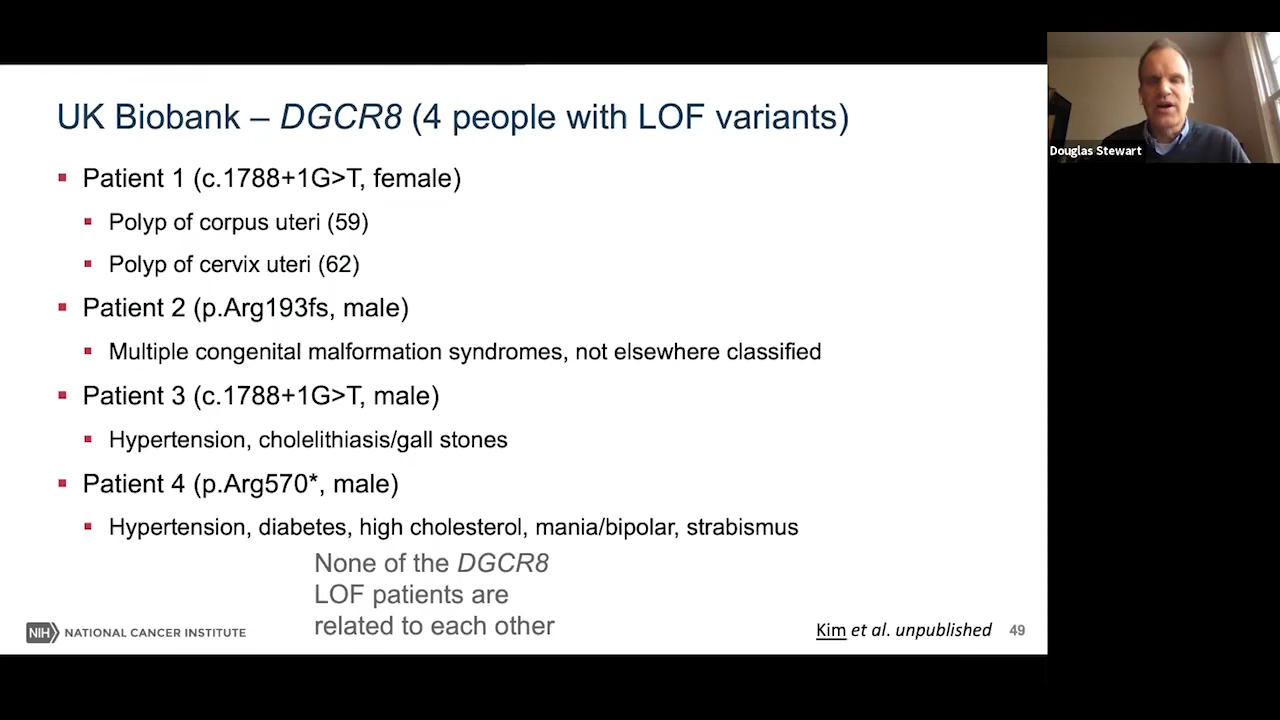 UK Biobank – DGCR8 (4 people with LOF variants)
Douglas Stewart
▪ Patient 1 (c.1788+1G>T, female)
▪ Polyp of corpus uteri (59)
▪ Polyp of cervix uteri (62)
▪ Patient 2 (p.Arg193fs, male)
▪ Multiple congenital malformation syndromes, not elsewhere classified
▪ Patient 3 (c.1788+1G>T, male)
▪ Hypertension, cholelithiasis/gall stones
▪ Patient 4 (p.Arg570*, male)
▪ Hypertension, diabetes, high cholesterol, mania/bipolar, strabismus
None of the DGCR8
LOF patients are
related to each other
NIH NATIONAL CANCER INSTITUTE
Kim et al. unpublished 49